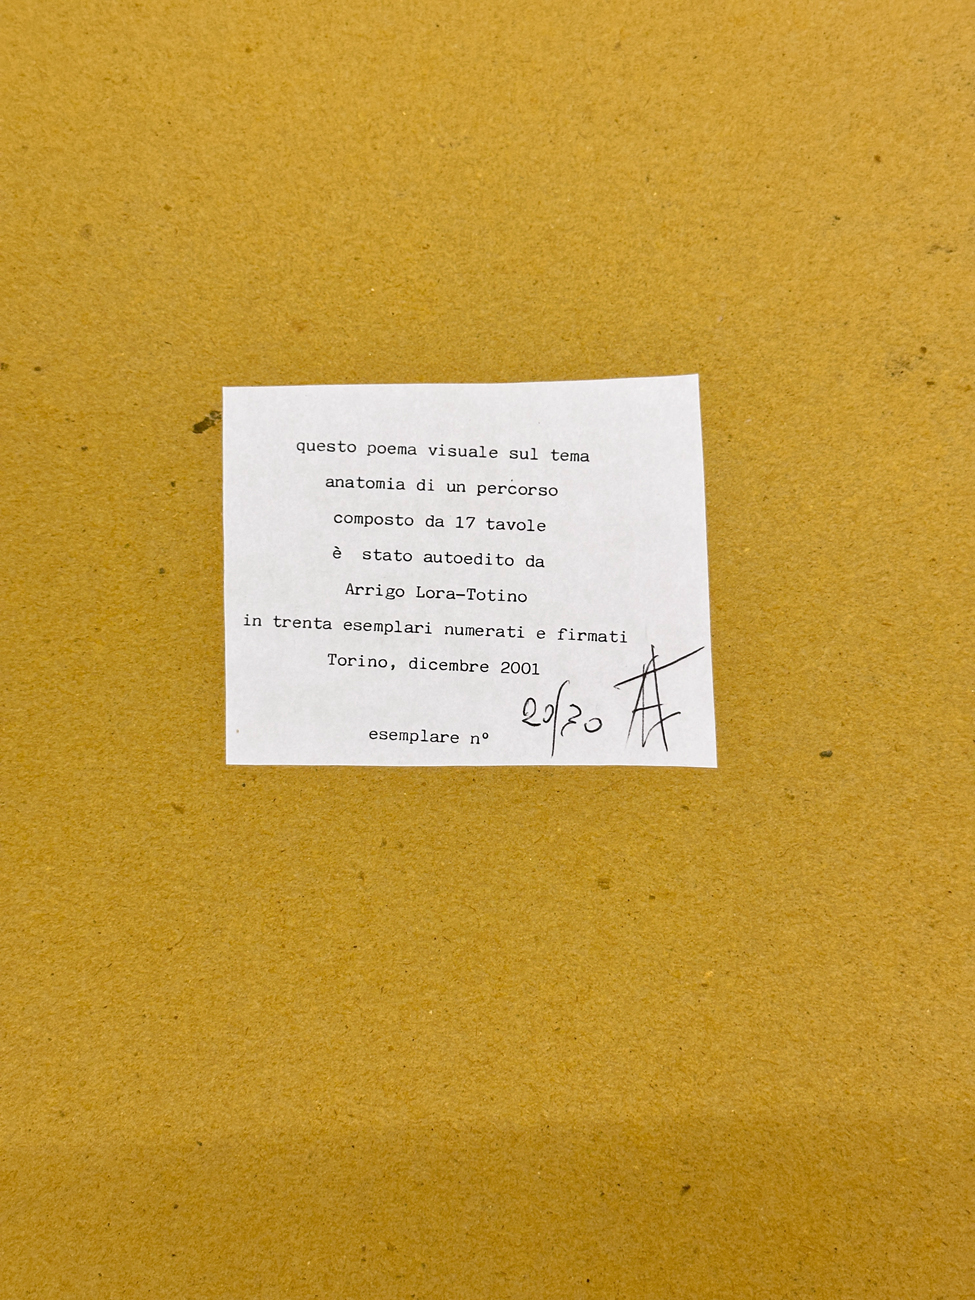 questo poema visuale sul tema
anatomia di un percorso
composto da 17 tavole
è stato autoedito da
Arrigo Lora-Totino
in trenta esemplari numerati e firmati
Torino, dicembre 2001
esemplare nº 20/30